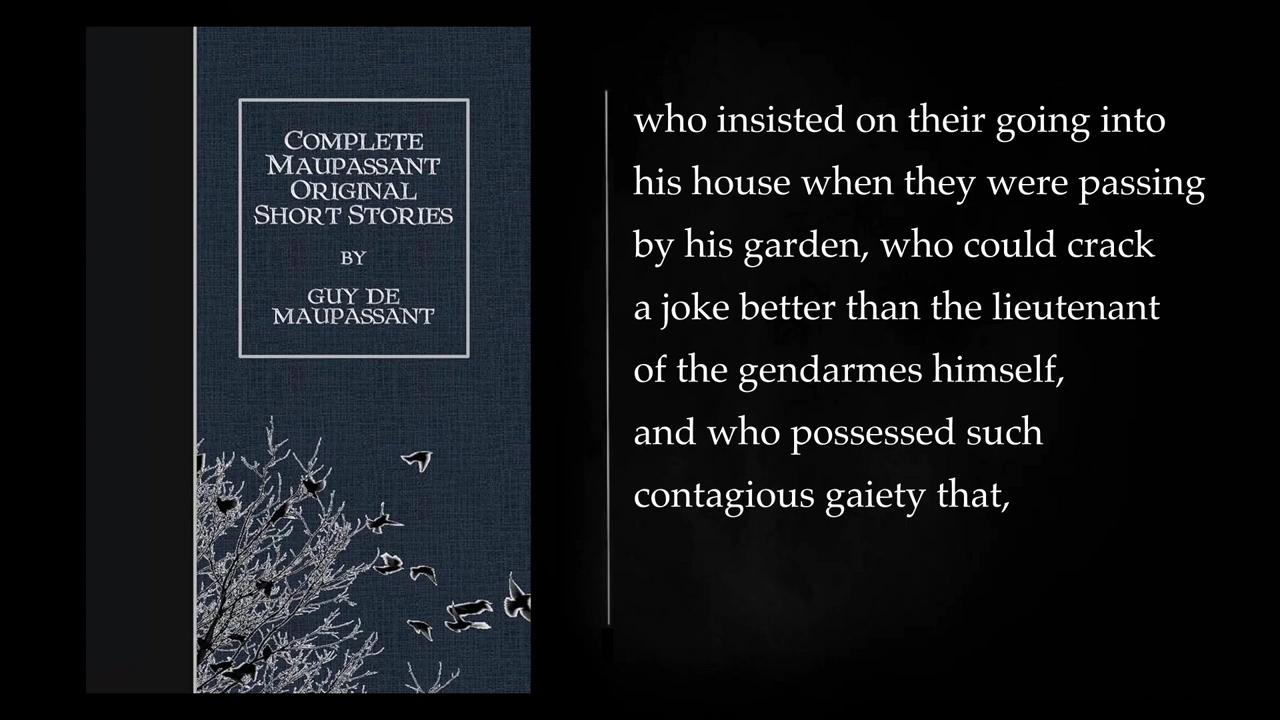 COMPLETE
MAUPASSANT
ORIGINAL
SHORT STORIES
BY
GUY DE
MAUPASSANT
who insisted on their going into
his house when they were passing
by his garden, who could crack
a joke better than the lieutenant
of the gendarmes himself,
and who possessed such
contagious gaiety that,